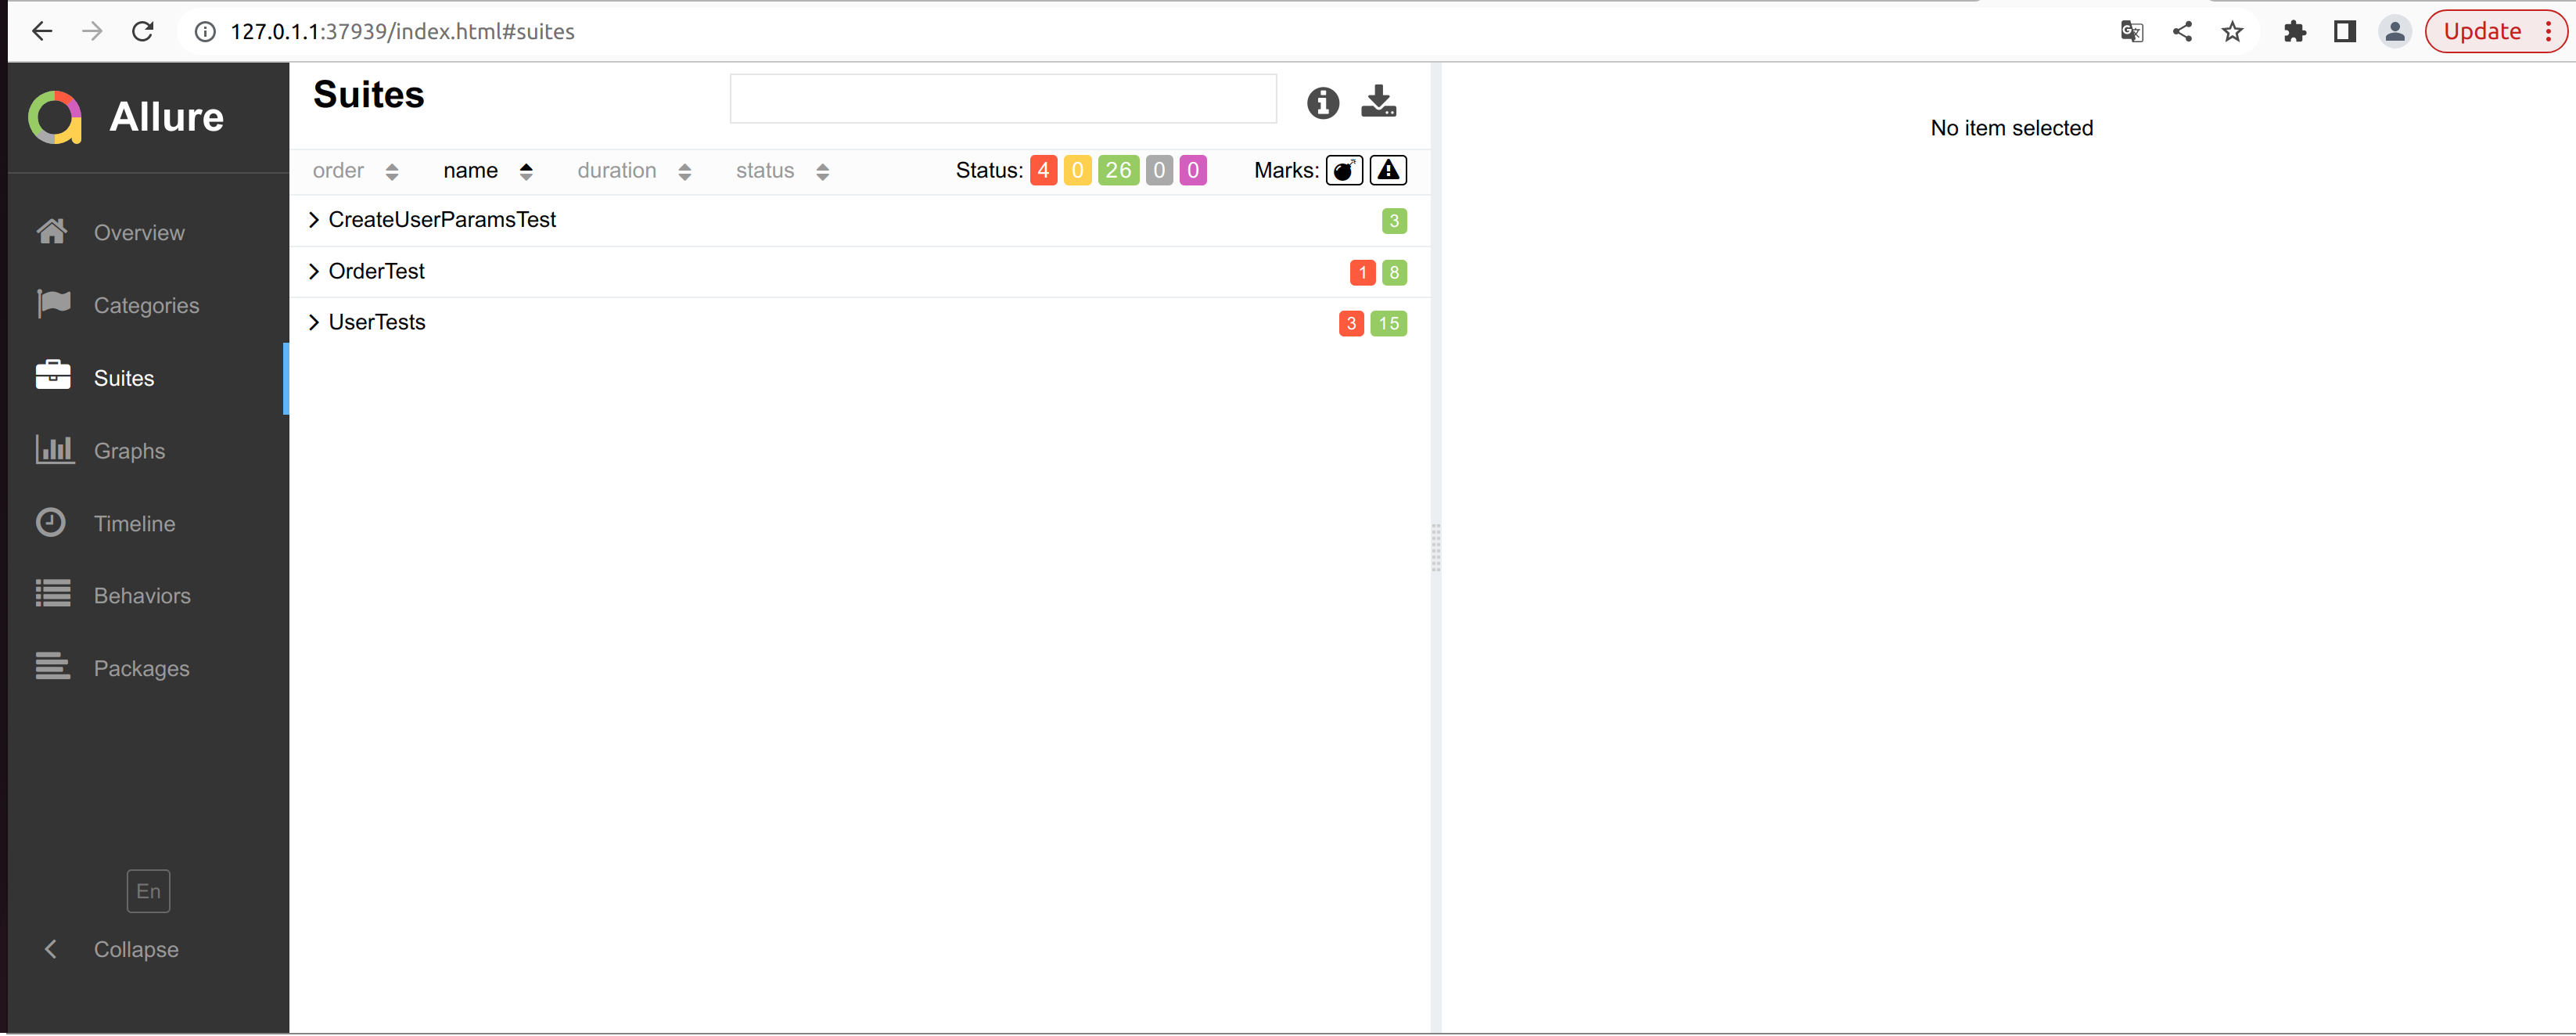 127.0.1.1:37939/index.html#suites
Update
Allure
Overview
Categories
Suites
Graphs
Timeline
Behaviors
Packages
En
Collapse
Suites
order name duration status Status: 4 0 26 0 0 Marks:
CreateUserParamsTest 3
OrderTest 1 8
UserTests 3 15
No item selected